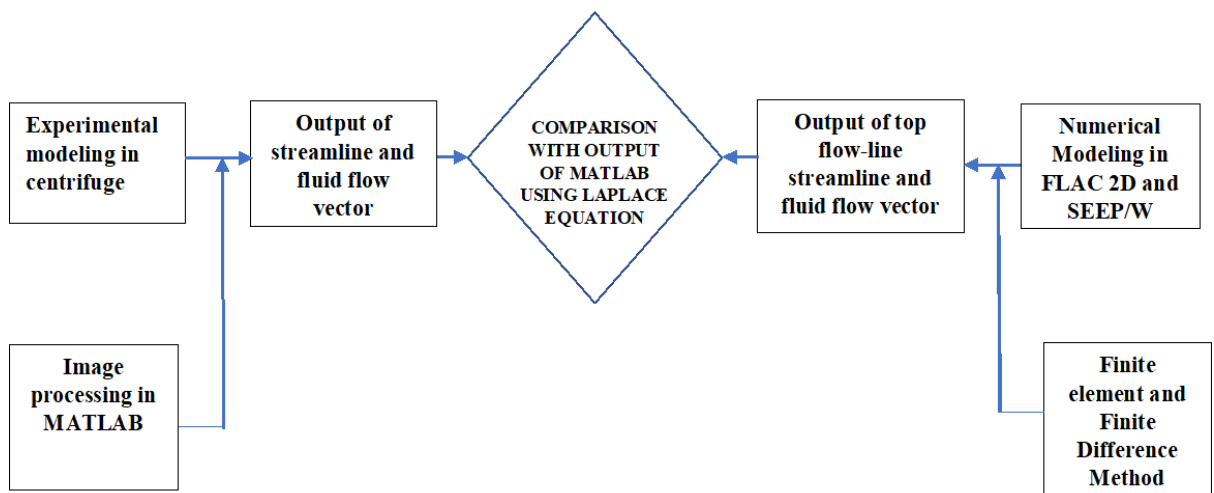 Experimental
modeling in
centrifuge
Output of
streamline and
fluid flow
vector
COMPARISON
WITH OUTPUT
OF MATLAB
USING LAPLACE
EQUATION
Output of top
flow-line
streamline and
fluid flow vector
Numerical
Modeling in
FLAC 2D and
SEEP/W
Image
processing in
MATLAB
Finite
element and
Finite
Difference
Method